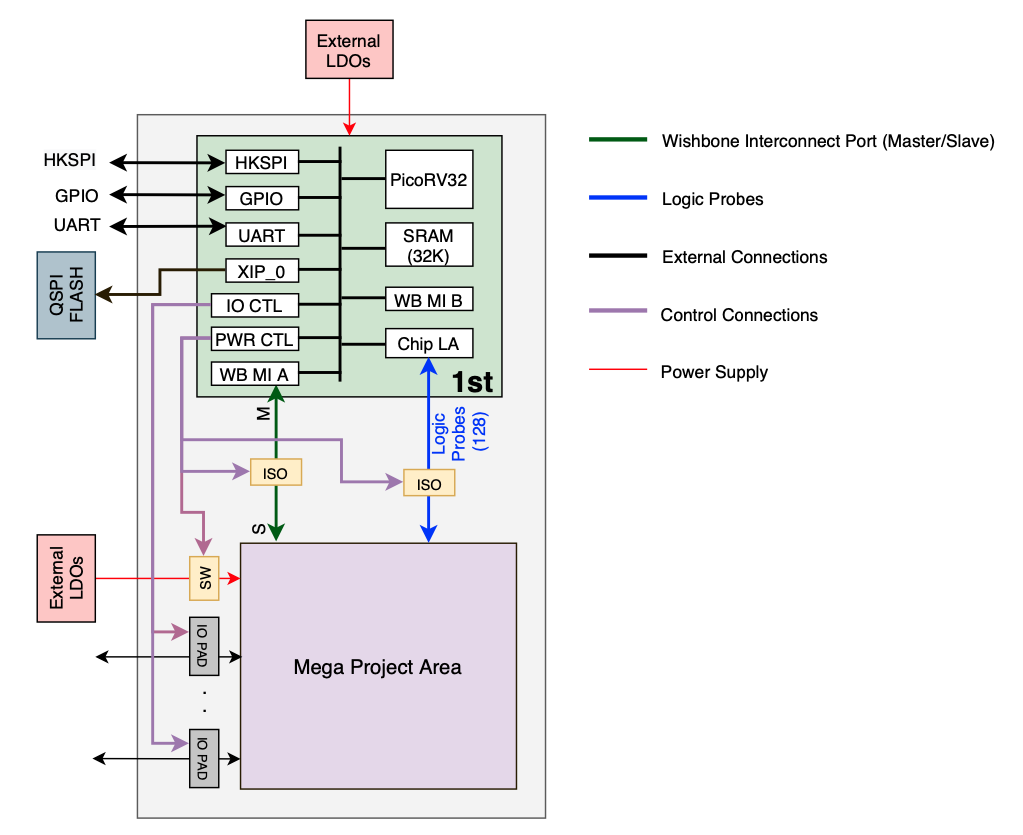 External
LDOs
HKSPI
GPIO
UART
QSPI
FLASH
HKSPI
GPIO
UART
XIP_0
IO CTL
PWR CTL
WB MI A
PicoRV32
SRAM
(32K)
WB MI B
Chip LA
1st
M
Logic
Probes
(128)
ISO
ISO
S
External
LDOs
SW
IO PAD
. .
IO PAD
Mega Project Area
Wishbone Interconnect Port (Master/Slave)
Logic Probes
External Connections
Control Connections
Power Supply